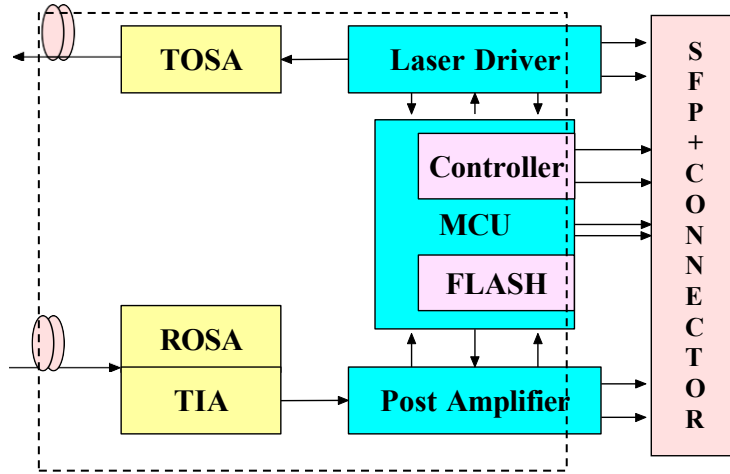 TOSA
Laser Driver
Controller
MCU
FLASH
ROSA
TIA
Post Amplifier
S
F
P
+
C
O
N
N
E
C
T
O
R